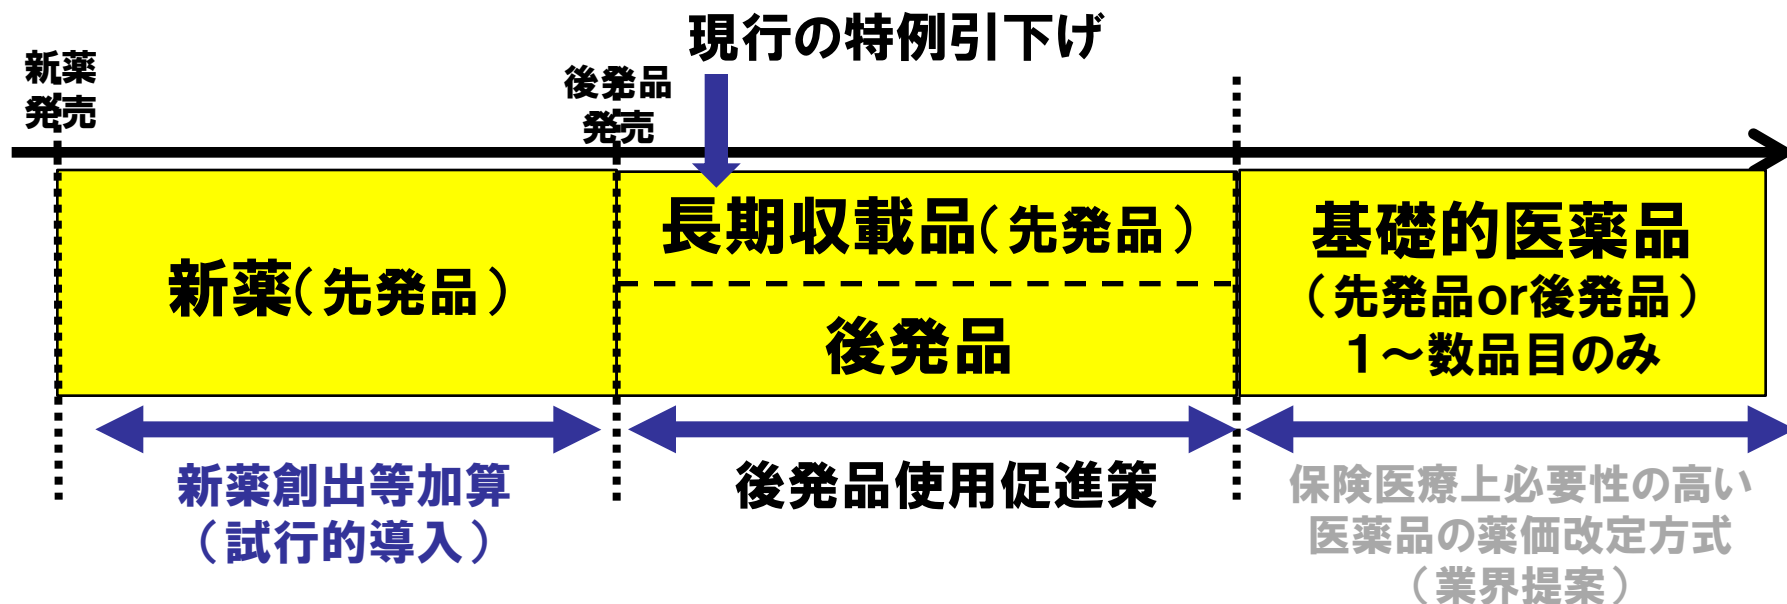 現行の特例引下げ
新薬
発売
後発品
発売
新薬(先発品)
長期収載品(先発品)
後発品
基礎的医薬品
(先発品or後発品)
1～数品目のみ
新薬創出等加算
(試行的導入)
後発品使用促進策
保険医療上必要性の高い
医薬品の薬価改定方式
(業界提案)